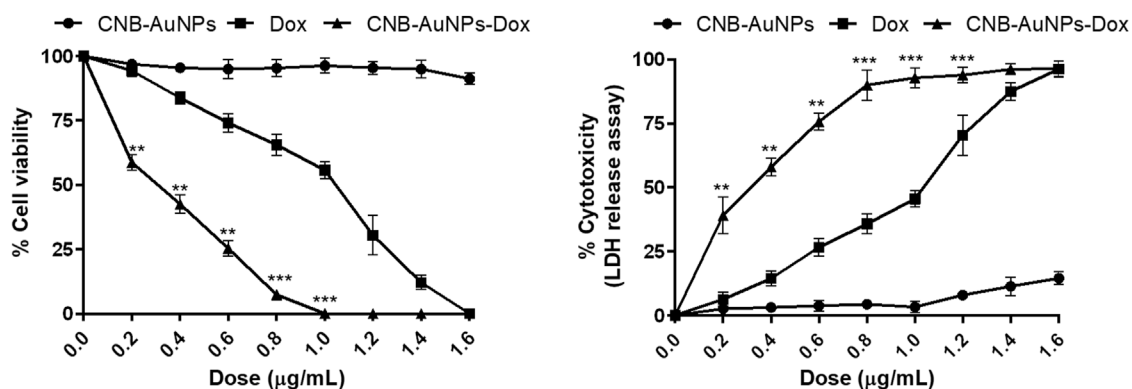 CNB-AuNPs Dox CNB-AuNPs-Dox
% Cell viability
100
75
50
25
0
** ** ** *** ***
0.0 0.2 0.4 0.6 0.8 1.0 1.2 1.4 1.6
Dose (μg/mL)
CNB-AuNPs Dox CNB-AuNPs-Dox
% Cytotoxicity
(LDH release assay)
100
75
50
25
0
** ** ** *** *** ***
0.0 0.2 0.4 0.6 0.8 1.0 1.2 1.4 1.6
Dose (μg/mL)